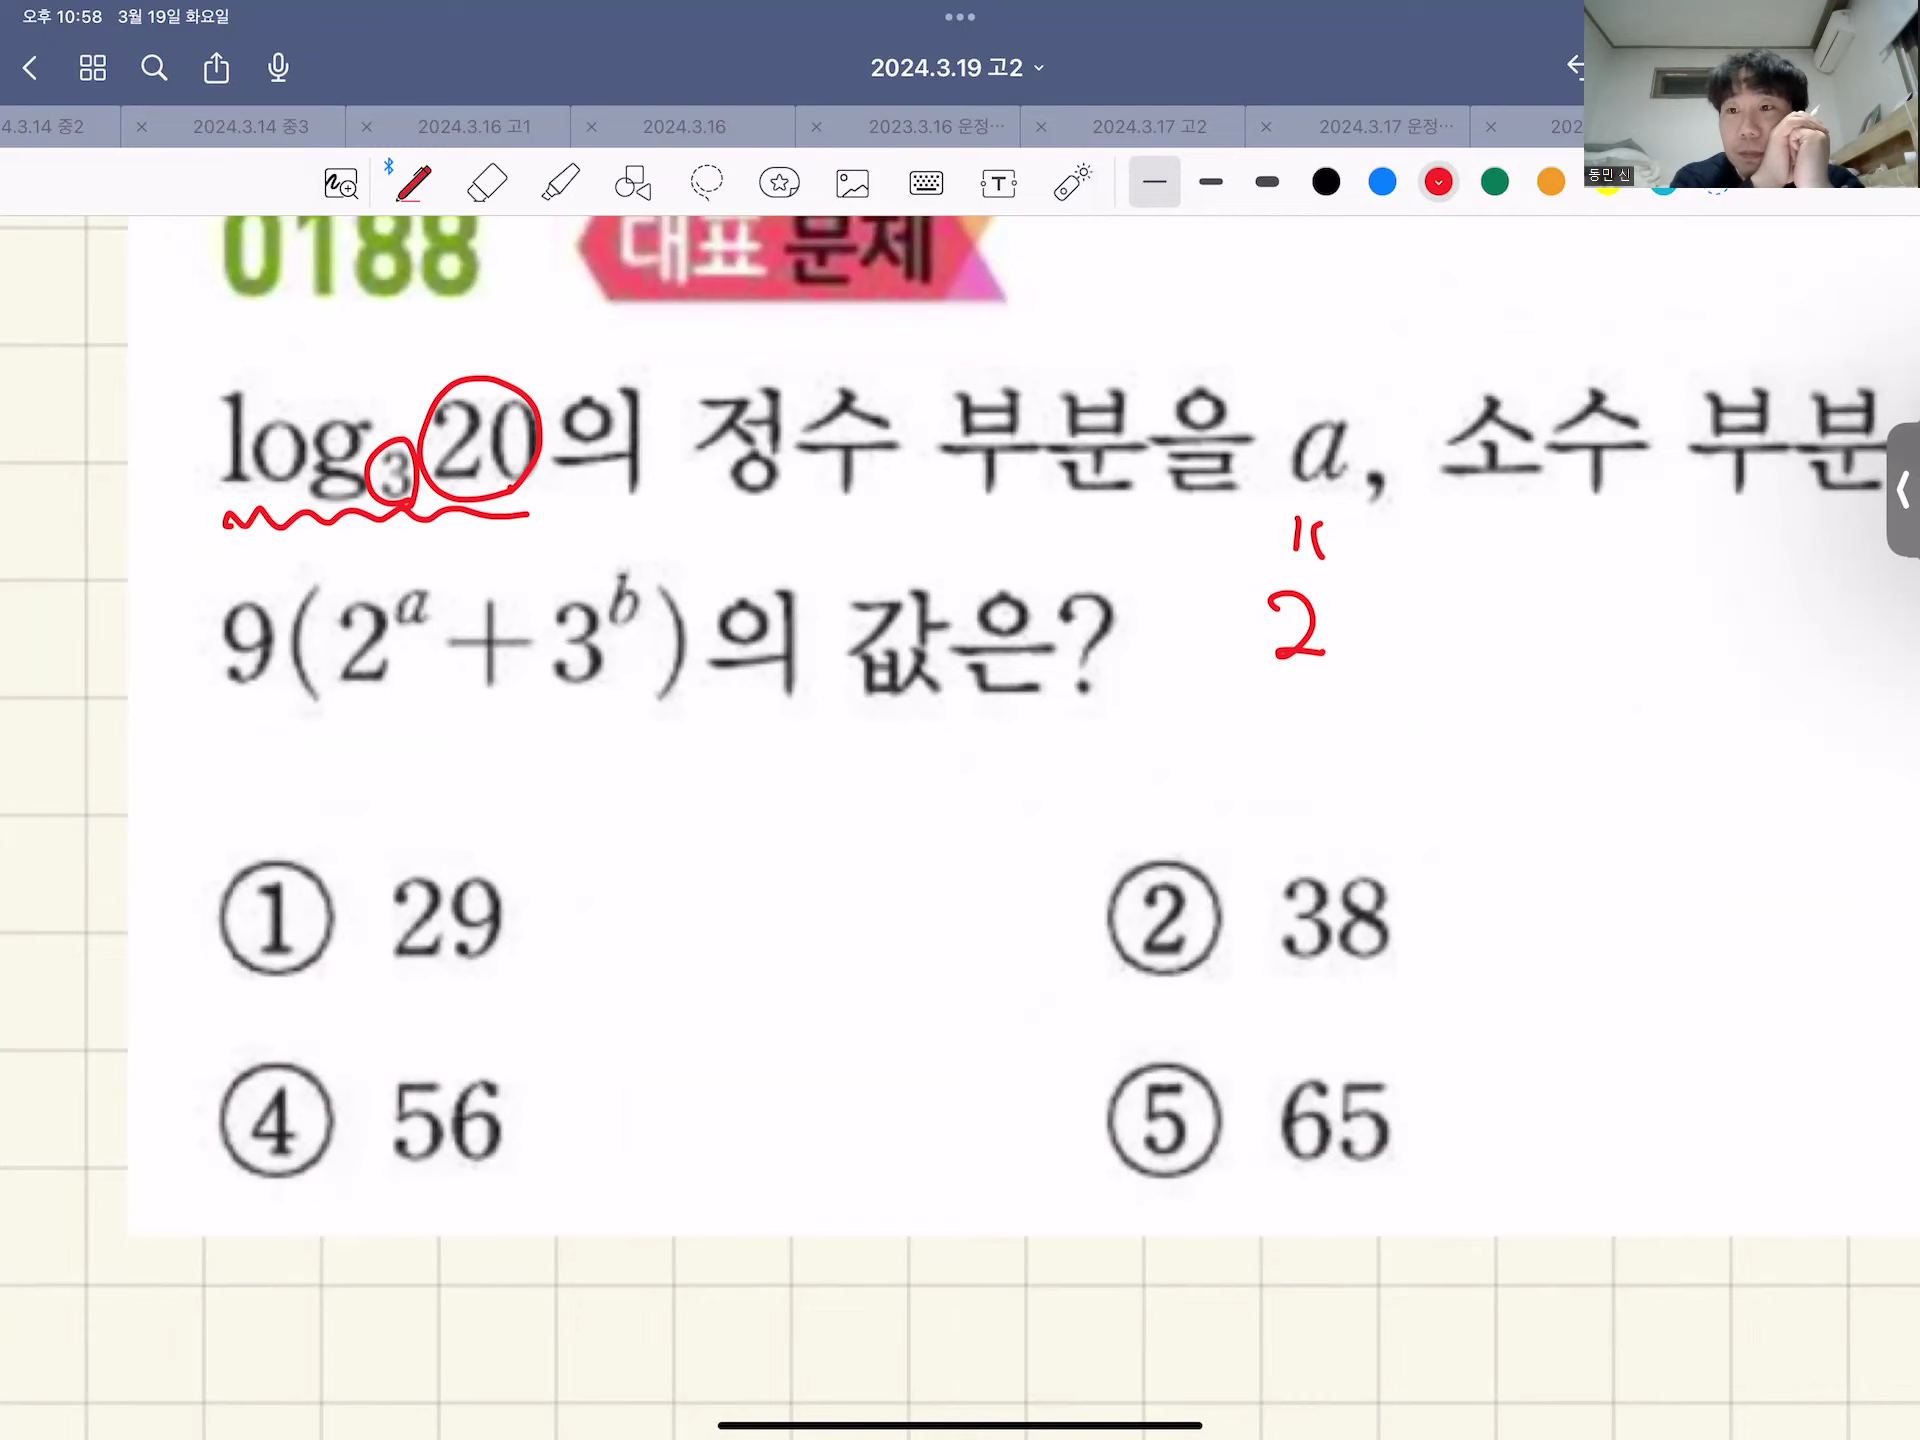 오후 10:58 3월 19일 화요일
2024.3.19 고2
4.3.14 중2
2024.3.14 중3
2024.3.16 고1
2024.3.16
2023.3.16 운정…
2024.3.17 고2
2024.3.17 운정…
202
동민 신
T
0188 대표 문제
log₃20의 정수 부분을 a, 소수 부분
9(2ᵃ+3ᵇ)의 값은?
=
2
① 29
② 38
④ 56
⑤ 65